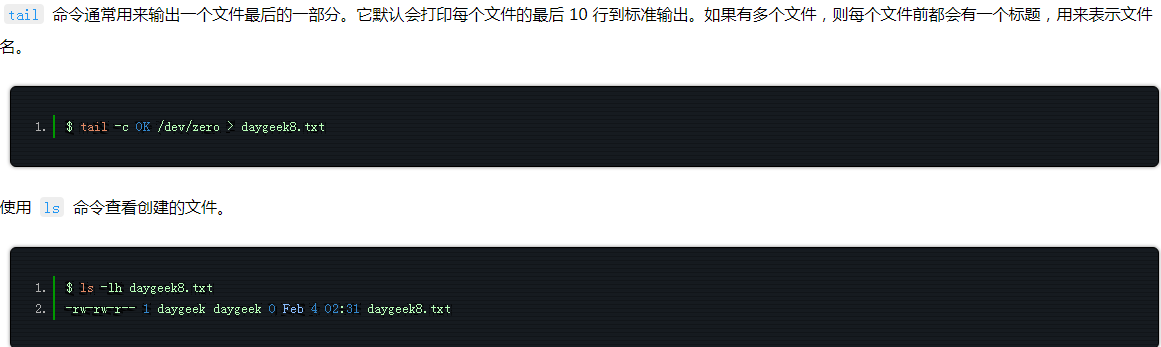 tail 命令通常用来输出一个文件最后的一部分。它默认会打印每个文件的最后 10 行到标准输出。如果有多个文件，则每个文件前都会有一个标题，用来表示文件
名。
1. $ tail -c 0K /dev/zero > daygeek8.txt
使用 ls 命令查看创建的文件。
1. $ ls -lh daygeek8.txt
2. -rw-rw-r-- 1 daygeek daygeek 0 Feb 4 02:31 daygeek8.txt